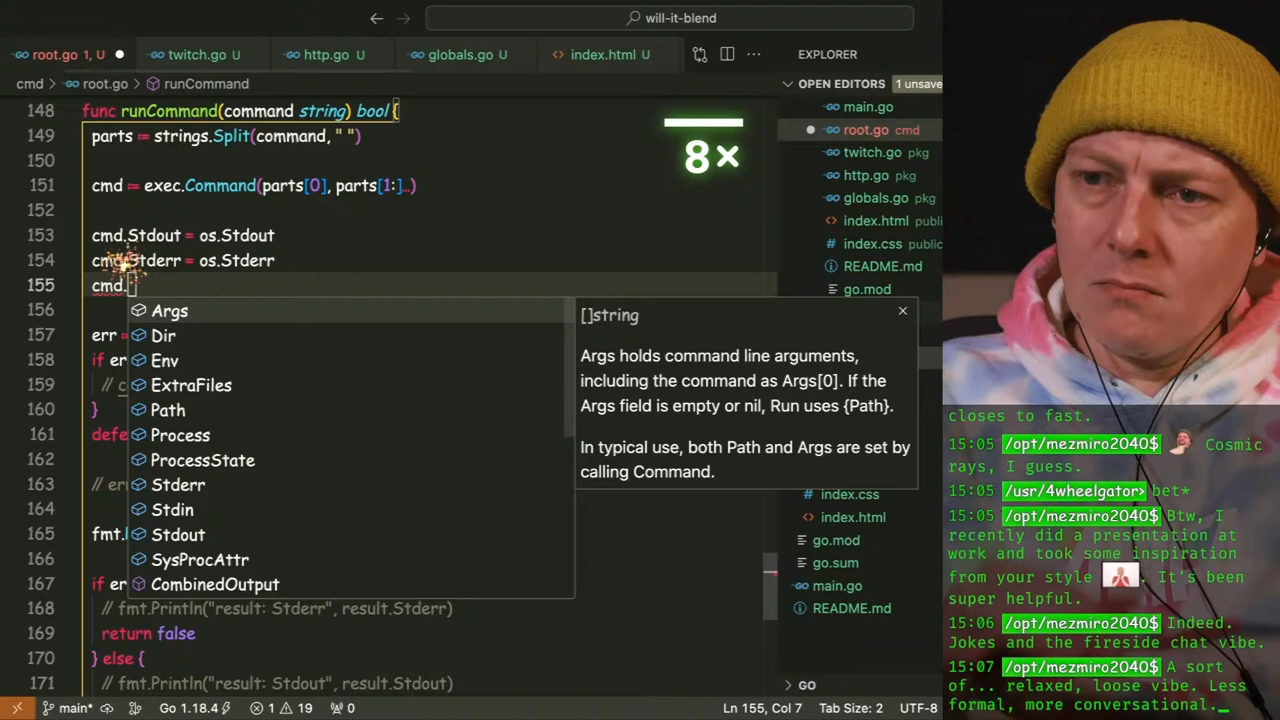 will-it-blend
root.go 1, U
twitch.go U
http.go U
globals.go U
index.html U
EXPLORER
cmd > root.go > runCommand
OPEN EDITORS 1 unsave
main.go
root.go cmd
twitch.go pkg
http.go pkg
globals.go pkg
index.html public
index.css public
README.md
go.mod
index.css
index.html
go.mod
go.sum
main.go
README.md
GO
8×
148 func runCommand(command string) bool {
149 parts := strings.Split(command, " ")
150
151 cmd := exec.Command(parts[0], parts[1:]...)
152
153 cmd.Stdout = os.Stdout
154 cmd.Stderr = os.Stderr
155 cmd.
156
157 err
158 if er
159 // c
160 }
161 defe
162
163 // err
164
165 fmt.
166
167 if er
168 // fmt.Println("result: Stderr", result.Stderr)
169 return false
170 } else {
171 // fmt.Println("result: Stdout", result.Stdout)
Args
Dir
Env
ExtraFiles
Path
Process
ProcessState
Stderr
Stdin
Stdout
SysProcAttr
CombinedOutput
[]string
Args holds command line arguments,
including the command as Args[0]. If the
Args field is empty or nil, Run uses {Path}.
In typical use, both Path and Args are set by
calling Command.
main*
Go 1.18.4
1 19
0
Ln 155, Col 7
Tab Size: 2
UTF-8
closes to fast.
15:05 /opt/mezmiro2040$ Cosmic
rays, I guess.
15:05 /usr/4wheelgator> bet*
15:05 /opt/mezmiro2040$ Btw, I
recently did a presentation at
work and took some inspiration
from your style . It's been
super helpful.
15:06 /opt/mezmiro2040$ Indeed.
Jokes and the fireside chat vibe.
15:07 /opt/mezmiro2040$ A sort
of... relaxed, loose vibe. Less
formal, more conversational.